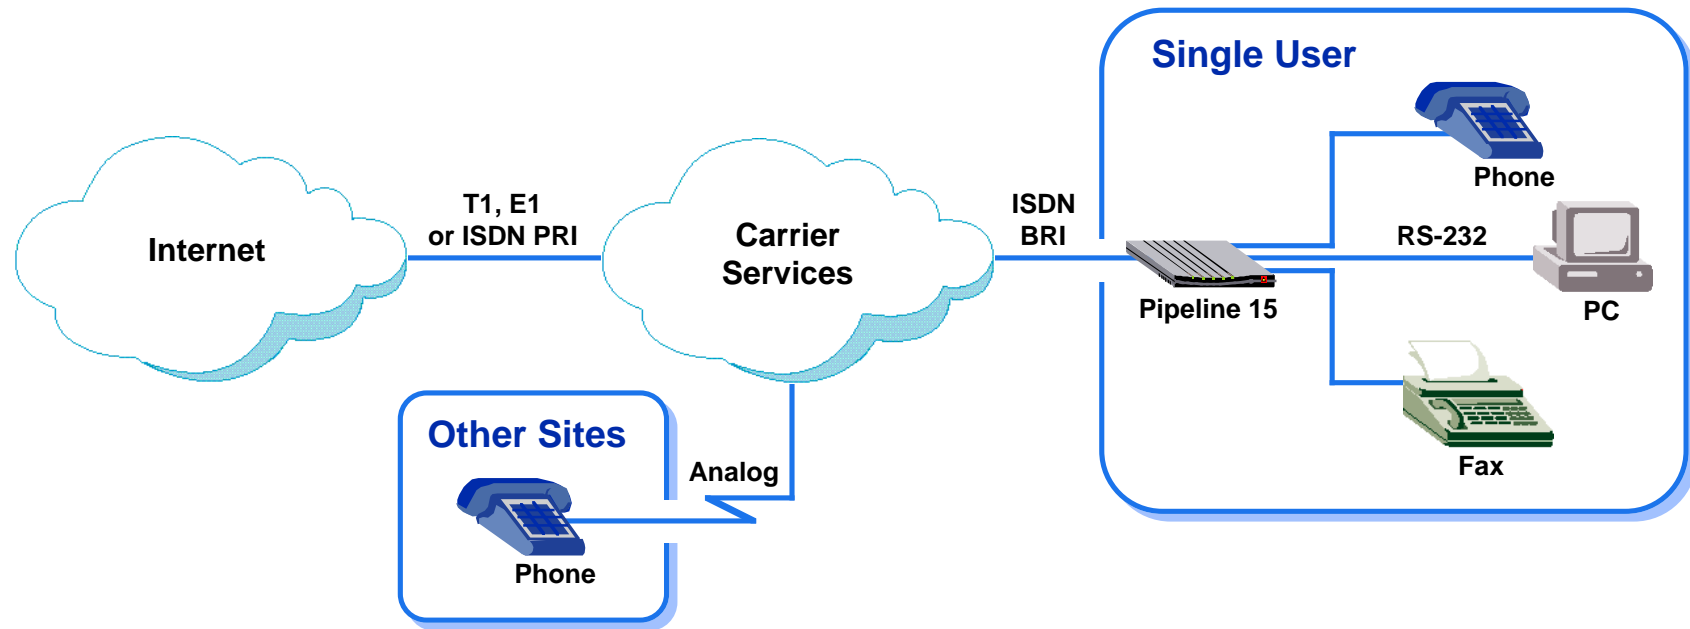 Single User
Phone
T1, E1
or ISDN PRI
ISDN
BRI
RS-232
Internet
Carrier
Services
Pipeline 15
PC
Other Sites
Analog
Fax
Phone